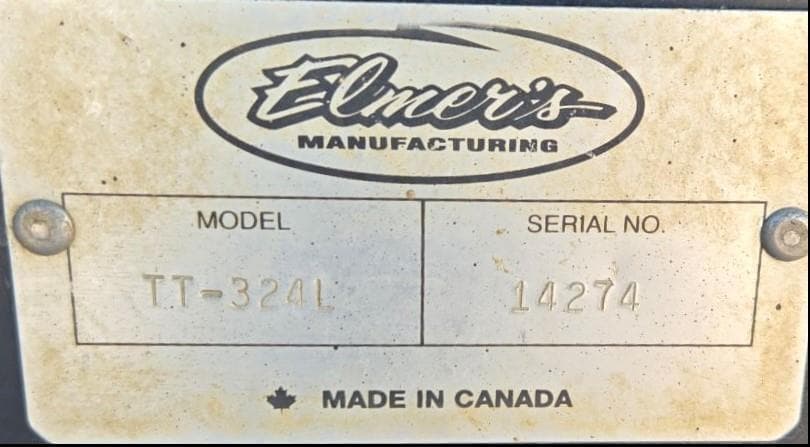 Elmer's
MANUFACTURING
MODEL SERIAL NO.
TT-324L 14274
MADE IN CANADA